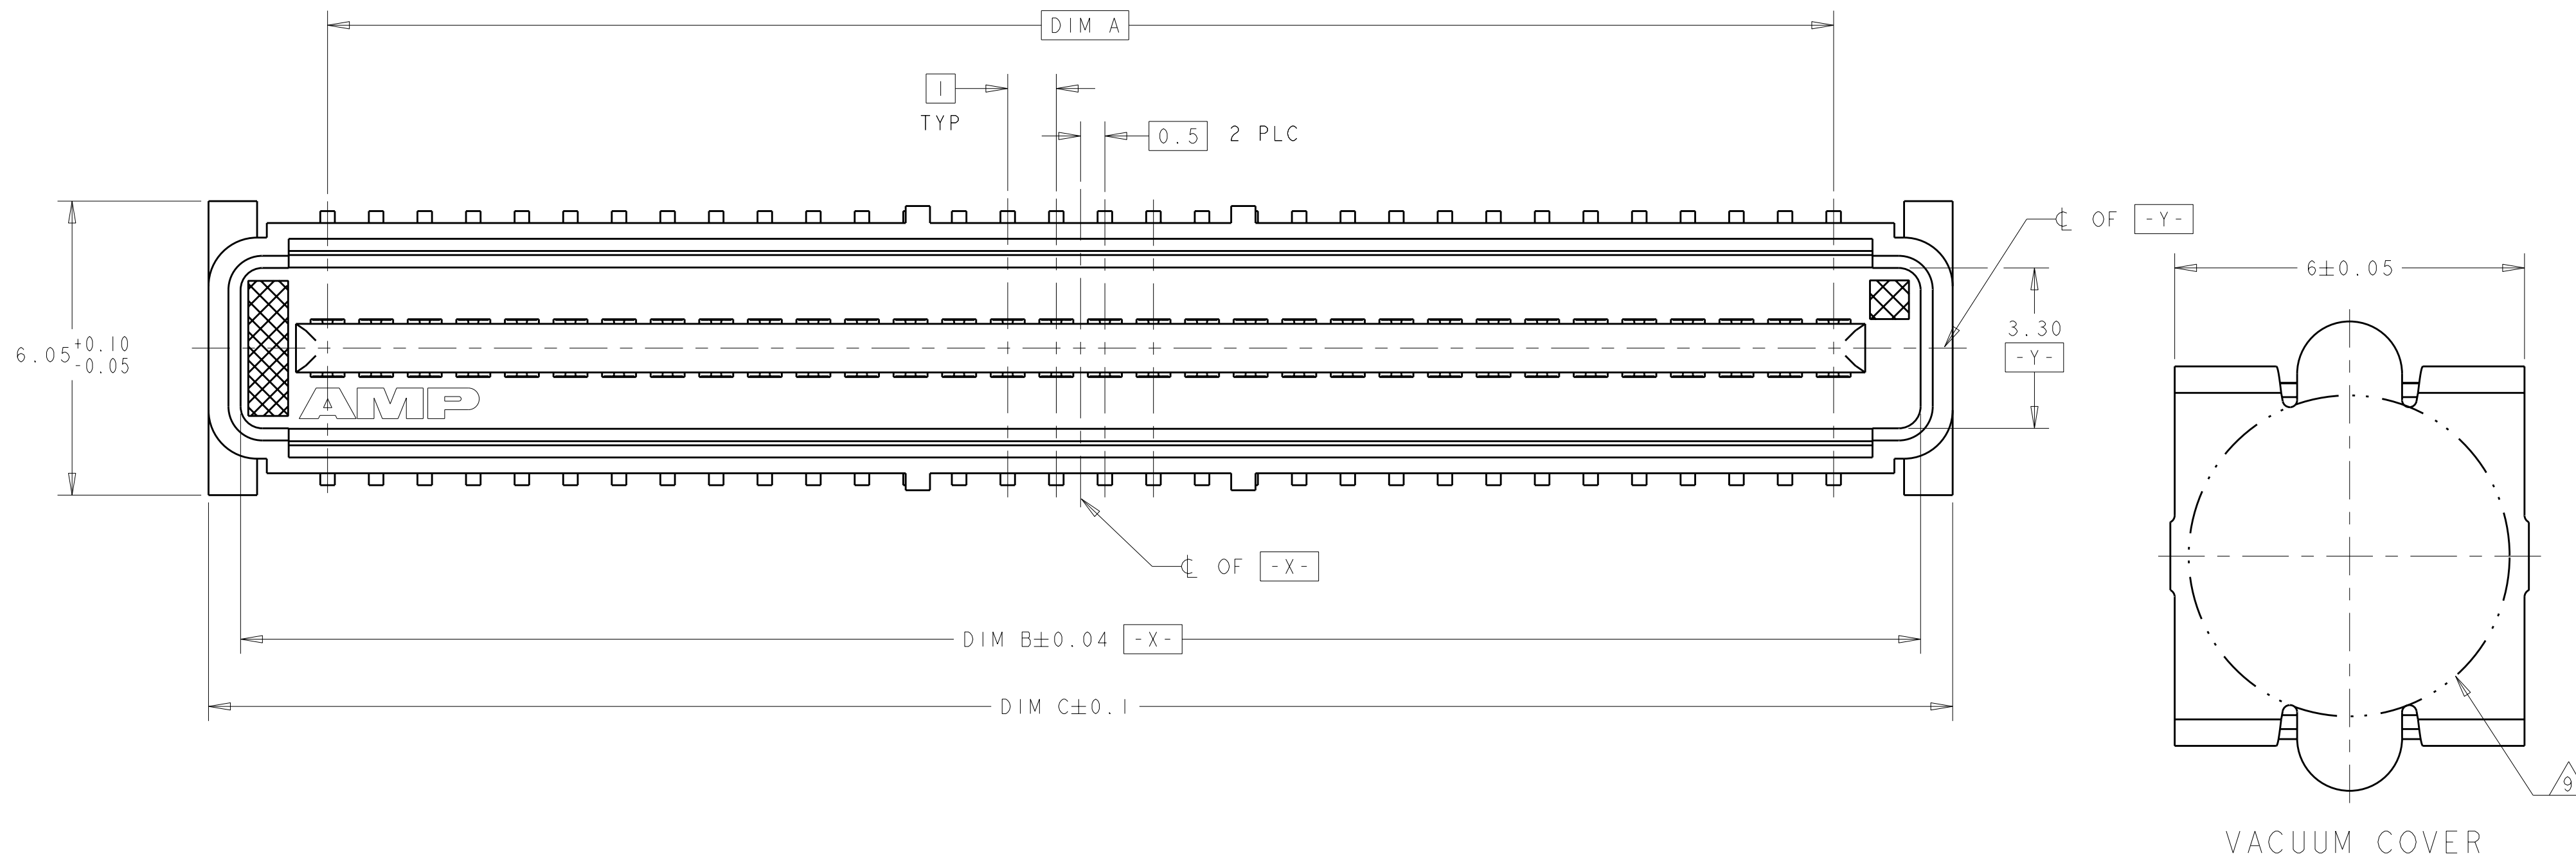 DIM A
1
TYP
0.5 2 PLC
℄ OF -Y-
6±0.05
6.05 +0.10
-0.05
3.30
-Y-
AMP
℄ OF -X-
DIM B±0.04 -X-
DIM C±0.1
9
VACUUM COVER